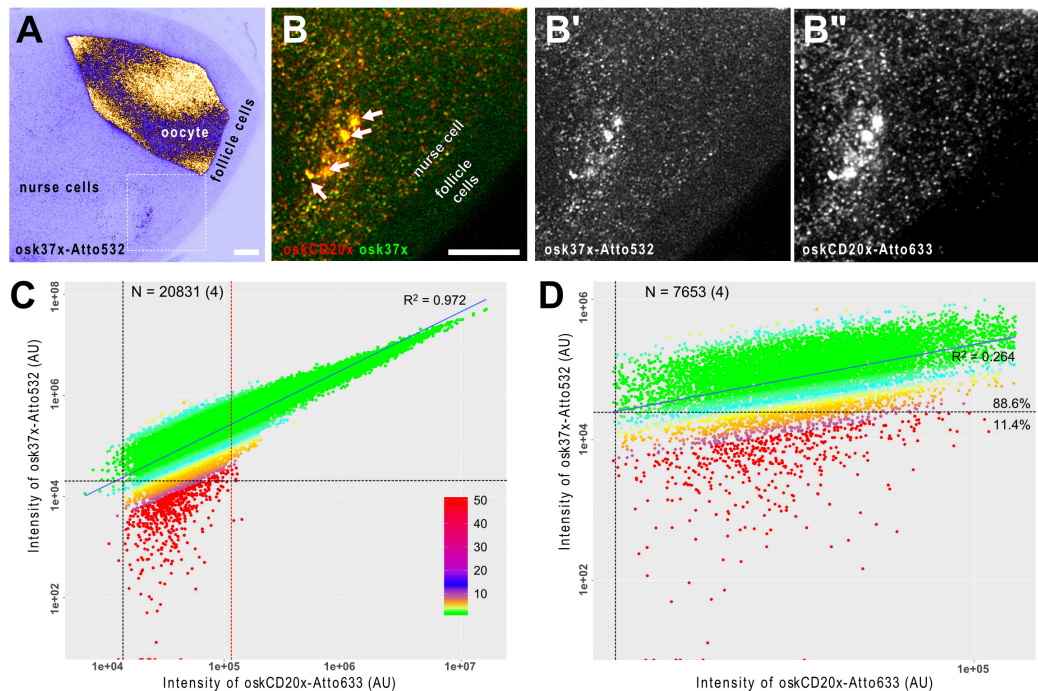 A
oocyte
follicle cells
nurse cells
osk37x-Atto532
B
nurse cell
follicle
cells
oskCD20x osk37x
B'
osk37x-Atto532
B"
oskCD20x-Atto633
C
N = 20831 (4)
R² = 0.972
Intensity of osk37x-Atto532 (AU)
1e+08
1e+06
1e+04
1e+02
50
40
30
20
10
1e+04 1e+05 1e+06 1e+07
Intensity of oskCD20x-Atto633 (AU)
D
N = 7653 (4)
R² = 0.264
88.6%
11.4%
Intensity of osk37x-Atto532 (AU)
1e+06
1e+04
1e+02
1e+05
Intensity of oskCD20x-Atto633 (AU)